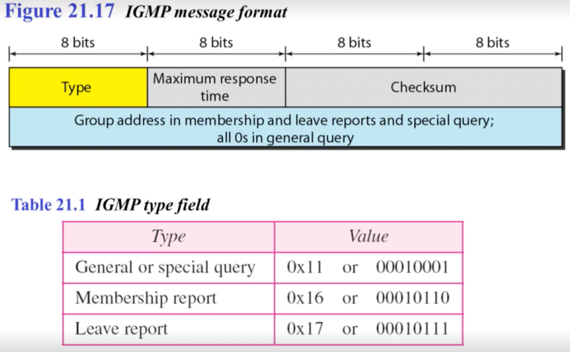 Figure 21.17 IGMP message format
8 bits 8 bits 8 bits 8 bits
Type Maximum response time Checksum
Group address in membership and leave reports and special query;
all 0s in general query
Table 21.1 IGMP type field
Type Value
General or special query 0x11 or 00010001
Membership report 0x16 or 00010110
Leave report 0x17 or 00010111